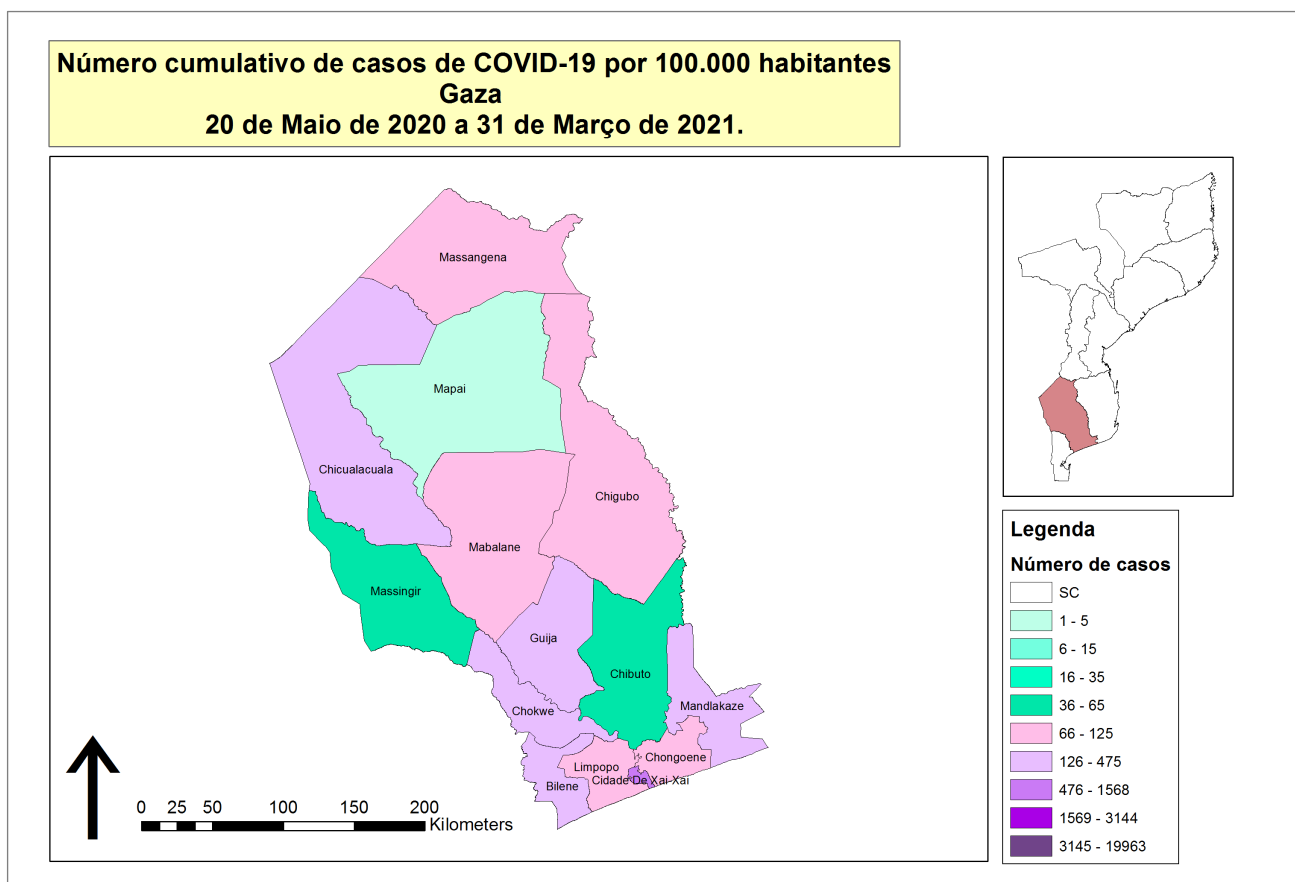 Número cumulativo de casos de COVID-19 por 100.000 habitantes
Gaza
20 de Maio de 2020 a 31 de Março de 2021.
Massangena
Mapai
Chicualacuala
Chigubo
Mabalane
Massingir
Guija
Chibuto
Chokwe
Mandlakaze
Chongoene
Limpopo
Cidade De Xai-Xai
Bilene
0 25 50 100 150 200
Kilometers
Legenda
Número de casos
SC
1 - 5
6 - 15
16 - 35
36 - 65
66 - 125
126 - 475
476 - 1568
1569 - 3144
3145 - 19963